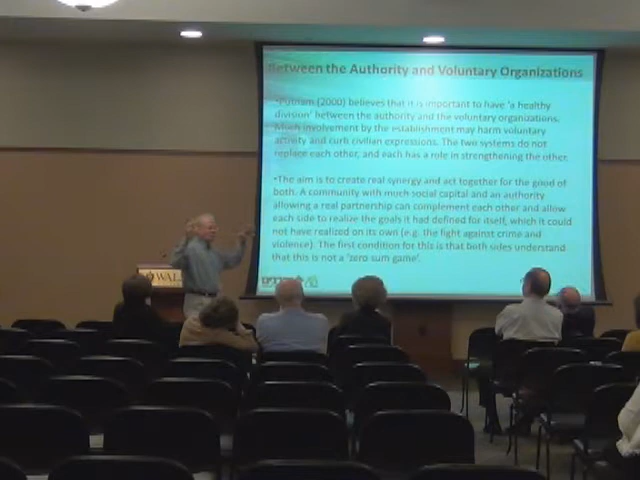 Between the Authority and Voluntary Organizations
•Putnam (2000) believes that it is important to have 'a healthy
division' between the authority and the voluntary organizations.
Much involvement by the establishment may harm voluntary
activity and curb civilian expressions. The two systems do not
replace each other, and each has a role in strengthening the other.
•The aim is to create real synergy and act together for the good of
both. A community with much social capital and an authority
allowing a real partnership can complement each other and allow
each side to realize the goals it had defined for itself, which it could
not have realized on its own (e.g. the fight against crime and
violence). The first condition for this is that both sides understand
that this is not a 'zero sum game'.